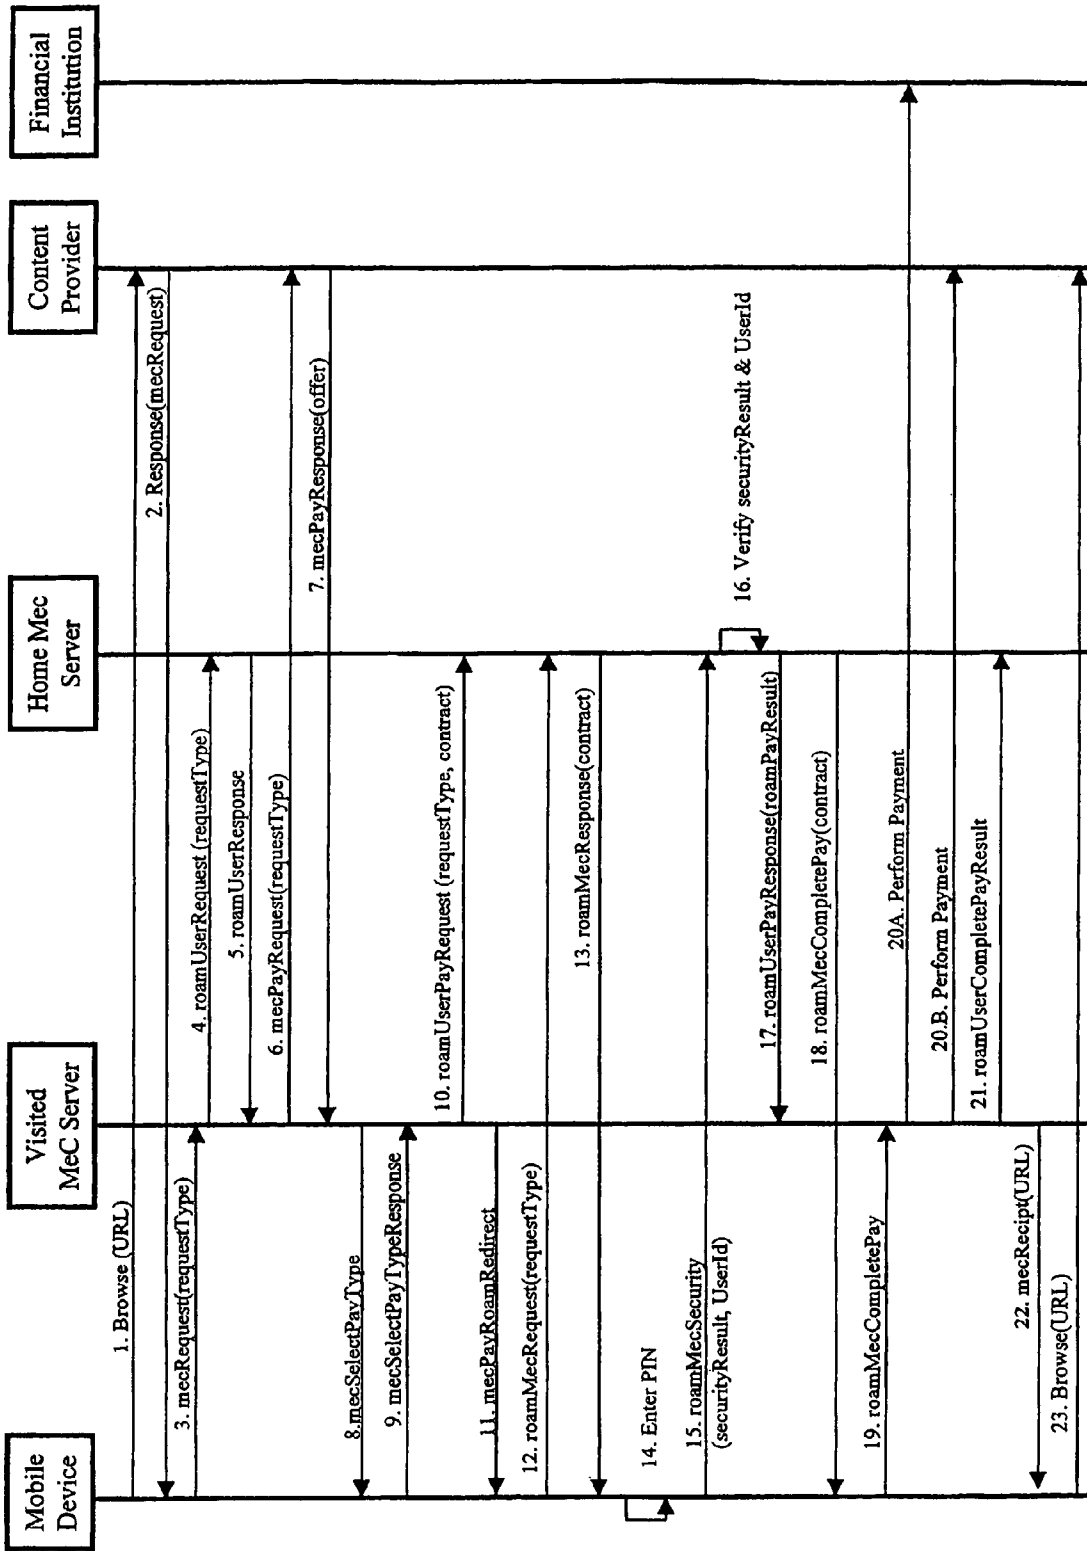 Mobile
Device
Visited
MeC Server
Home Mec
Server
Content
Provider
Financial
Institution
1. Browse (URL)
2. Response(mecRequest)
3. mecRequest(requestType)
4. roamUserRequest (requestType)
5. roamUserResponse
6. mecPayRequest(requestType)
7. mecPayResponse(offer)
8.mecSelectPayType
9. mecSelectPayTypeResponse
10. roamUserPayRequest (requestType, contract)
11. mecPayRoamRedirect
12. roamMecRequest(requestType)
13. roamMecResponse(contract)
14. Enter PIN
15. roamMecSecurity
(securityResult, UserId)
16. Verify securityResult & UserId
17. roamUserPayResponse(roamPayResult)
18. roamMecCompletePay(contract)
19. roamMecCompletePay
20A. Perform Payment
20.B. Perform Payment
21. roamUserCompletePayResult
22. mecRecipt(URL)
23. Browse(URL)